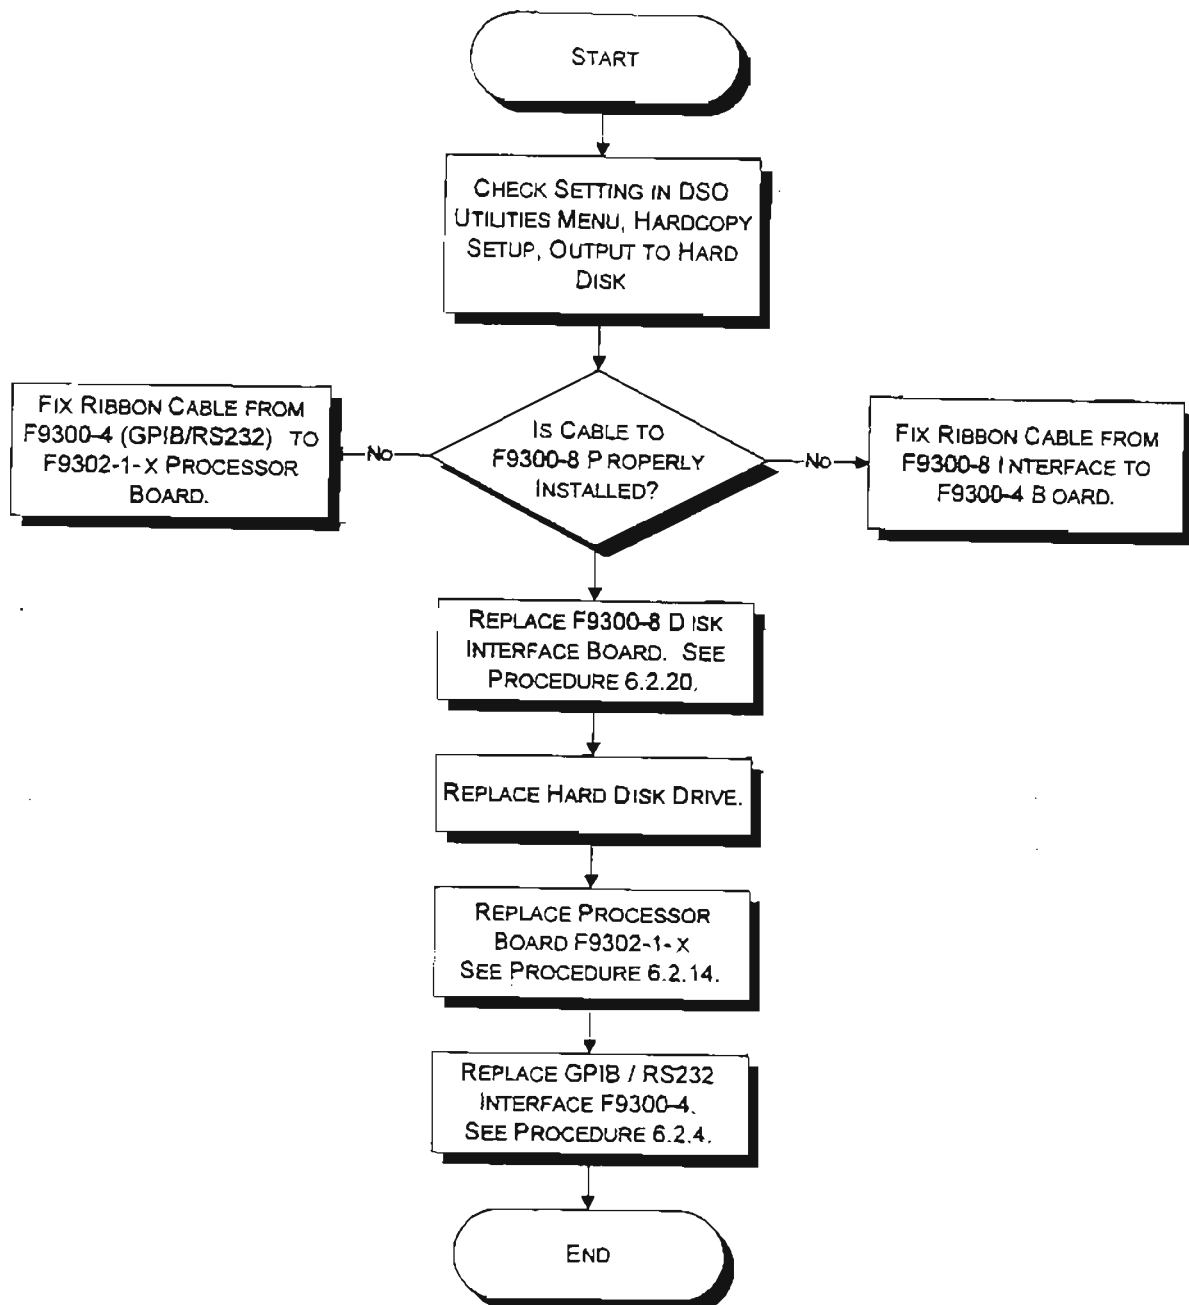 START
CHECK SETTING IN DSO
UTILITIES MENU, HARDCOPY
SETUP, OUTPUT TO HARD
DISK
FIX RIBBON CABLE FROM
F9300-4 (GPIB/RS232) TO
F9302-1-X PROCESSOR
BOARD.
NO
IS CABLE TO
F9300-8 PROPERLY
INSTALLED?
NO
FIX RIBBON CABLE FROM
F9300-8 INTERFACE TO
F9300-4 BOARD.
REPLACE F9300-8 DISK
INTERFACE BOARD. SEE
PROCEDURE 6.2.20.
REPLACE HARD DISK DRIVE.
REPLACE PROCESSOR
BOARD F9302-1-X
SEE PROCEDURE 6.2.14.
REPLACE GPIB / RS232
INTERFACE F9300-4.
SEE PROCEDURE 6.2.4.
END